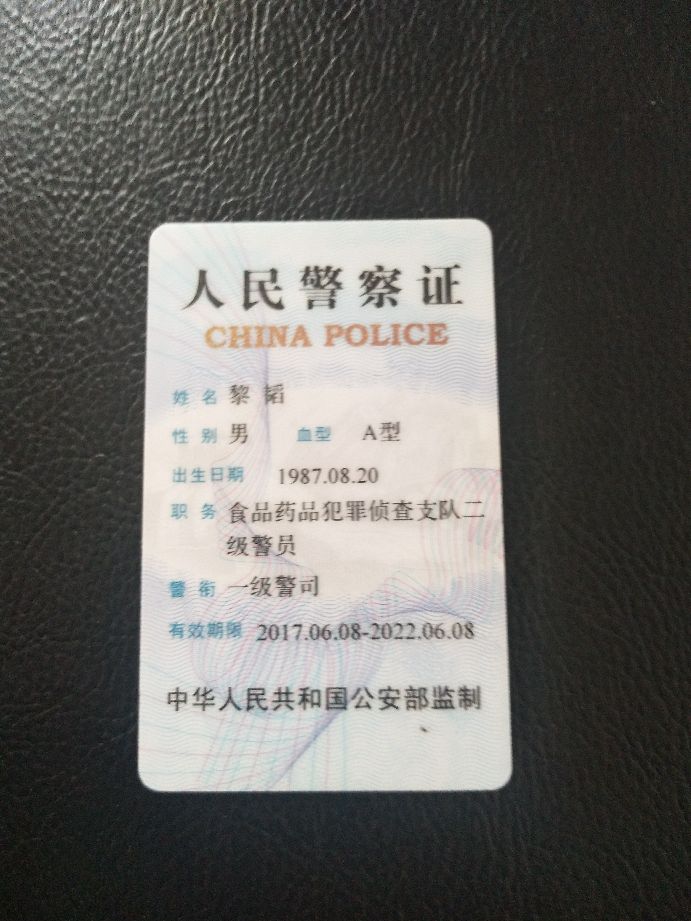 人民警察证
CHINA POLICE
姓名 黎韬
性别 男 血型 A型
出生日期 1987.08.20
职务 食品药品犯罪侦查支队二
级警员
警衔 一级警司
有效期限 2017.06.08-2022.06.08
中华人民共和国公安部监制